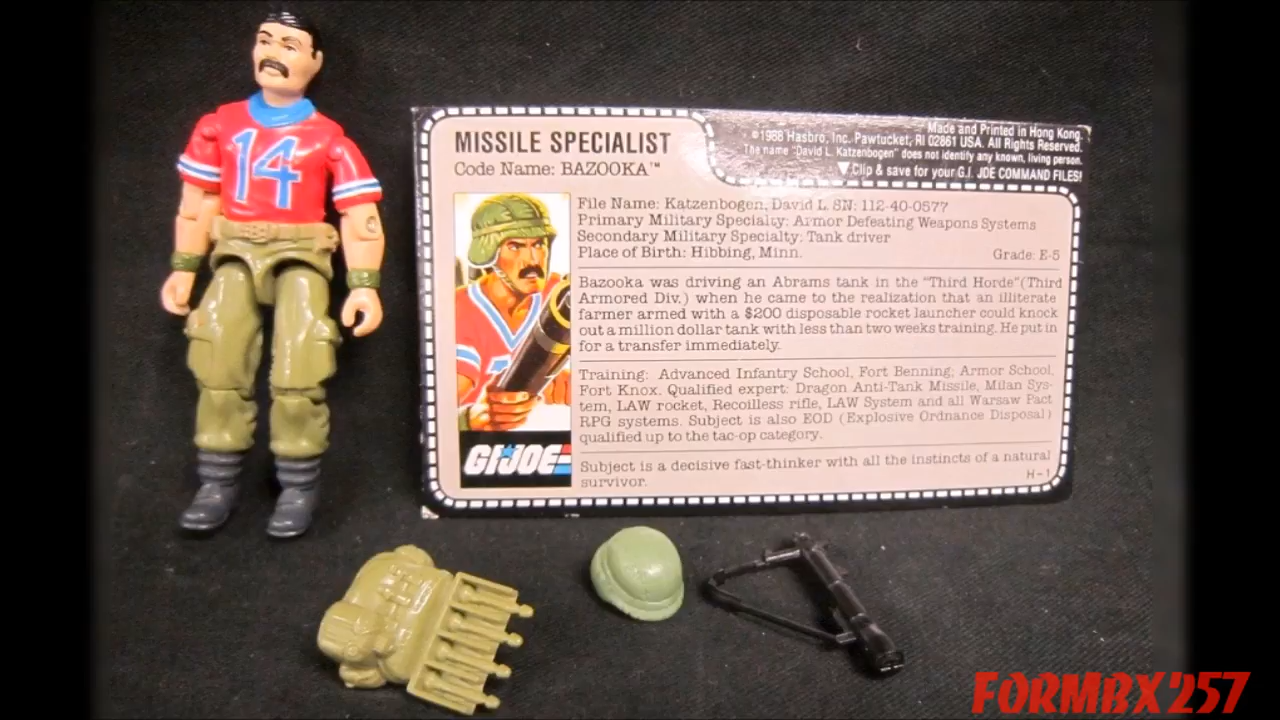 14
MISSILE SPECIALIST
Code Name: BAZOOKA™
Made and Printed in Hong Kong.
©1988 Hasbro, Inc. Pawtucket, RI 02861 USA. All Rights Reserved.
The name "David L. Katzenbogen" does not identify any known, living person.
▼Clip & save for your G.I. JOE COMMAND FILES!
File Name: Katzenbogen, David L. SN: 112-40-0577
Primary Military Specialty: Armor Defeating Weapons Systems
Secondary Military Specialty: Tank driver
Place of Birth: Hibbing, Minn. Grade: E-5
Bazooka was driving an Abrams tank in the "Third Horde"(Third
Armored Div.) when he came to the realization that an illiterate
farmer armed with a $200 disposable rocket launcher could knock
out a million dollar tank with less than two weeks training. He put in
for a transfer immediately.
Training: Advanced Infantry School, Fort Benning; Armor School,
Fort Knox. Qualified expert: Dragon Anti-Tank Missile, Milan Sys-
tem, LAW rocket, Recoilless rifle, LAW System and all Warsaw Pact
RPG systems. Subject is also EOD (Explosive Ordnance Disposal)
qualified up to the tac-op category.
Subject is a decisive fast-thinker with all the instincts of a natural
survivor.
H-1
GI JOE
FORMBX257